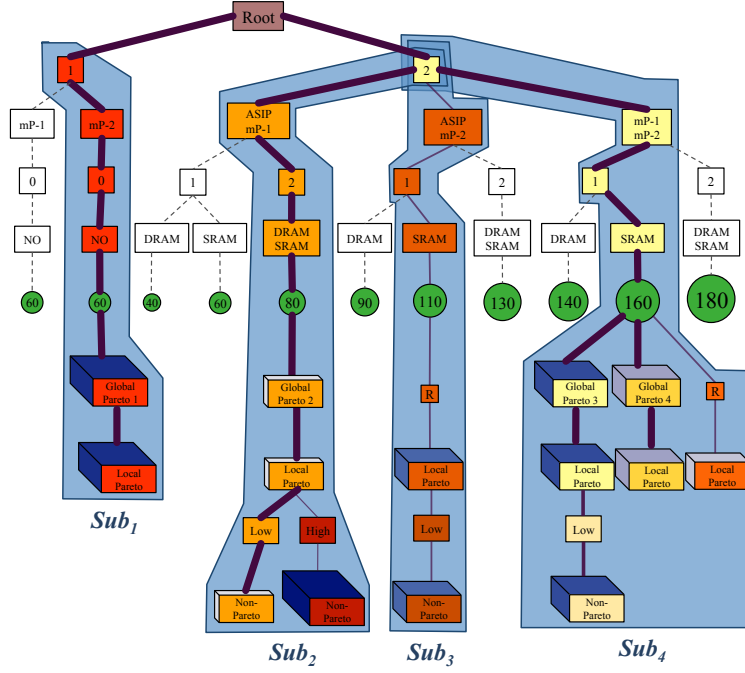 Root
1
2
mP-1
mP-2
ASIP
mP-1
ASIP
mP-2
mP-1
mP-2
0
0
1
2
1
2
1
2
NO
NO
DRAM
SRAM
DRAM
SRAM
DRAM
SRAM
DRAM
SRAM
DRAM
SRAM
DRAM
SRAM
60
60
40
60
80
90
110
130
140
160
180
Global
Pareto 1
Global
Pareto 2
R
Global
Pareto 3
Global
Pareto 4
R
Local
Pareto
Local
Pareto
Local
Pareto
Local
Pareto
Local
Pareto
Local
Pareto
Sub1
Low
High
Low
Low
Non-
Pareto
Non-
Pareto
Non-
Pareto
Non-Pareto
Sub2
Sub3
Sub4